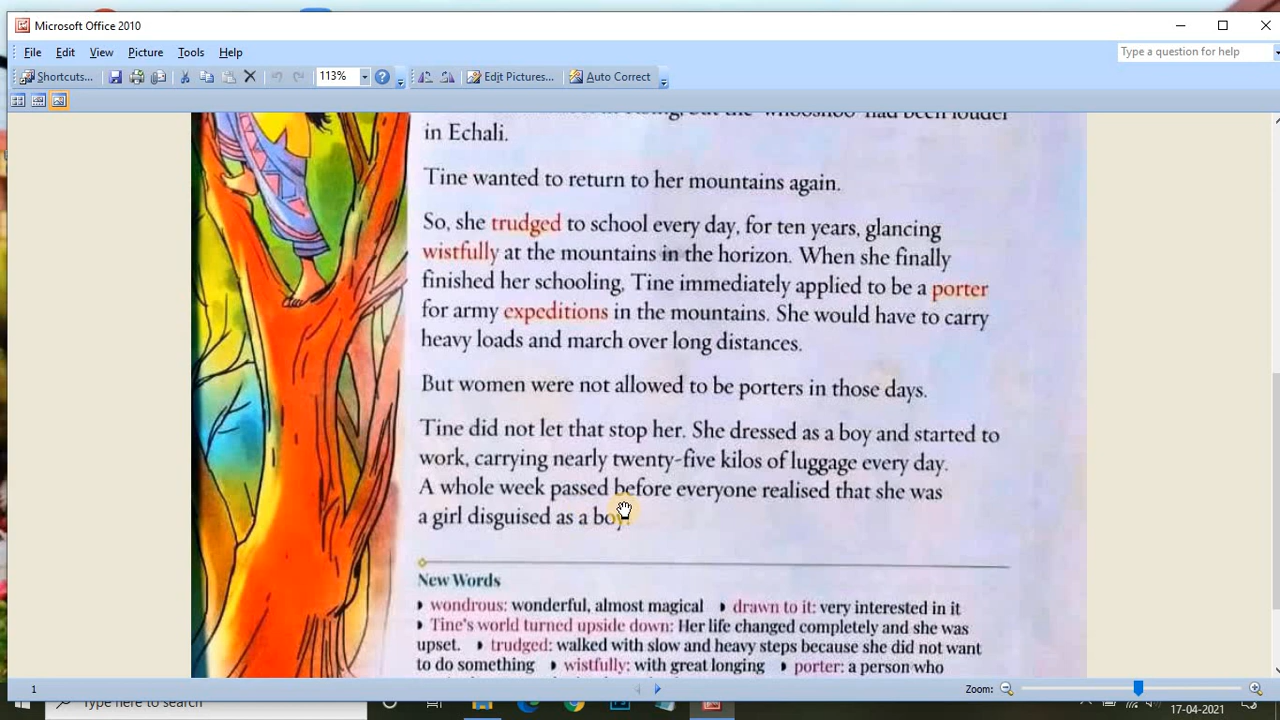 Microsoft Office 2010
File Edit View Picture Tools Help
Type a question for help
Shortcuts... 113% Edit Pictures... Auto Correct
but the 'whooshoo' had been louder
in Echali.
Tine wanted to return to her mountains again.
So, she trudged to school every day, for ten years, glancing
wistfully at the mountains in the horizon. When she finally
finished her schooling, Tine immediately applied to be a porter
for army expeditions in the mountains. She would have to carry
heavy loads and march over long distances.
But women were not allowed to be porters in those days.
Tine did not let that stop her. She dressed as a boy and started to
work, carrying nearly twenty-five kilos of luggage every day.
A whole week passed before everyone realised that she was
a girl disguised as a boy.
New Words
wondrous: wonderful, almost magical drawn to it: very interested in it
Tine's world turned upside down: Her life changed completely and she was
upset. trudged: walked with slow and heavy steps because she did not want
to do something wistfully: with great longing porter: a person who
1 Zoom:
Type here to search
17-04-2021